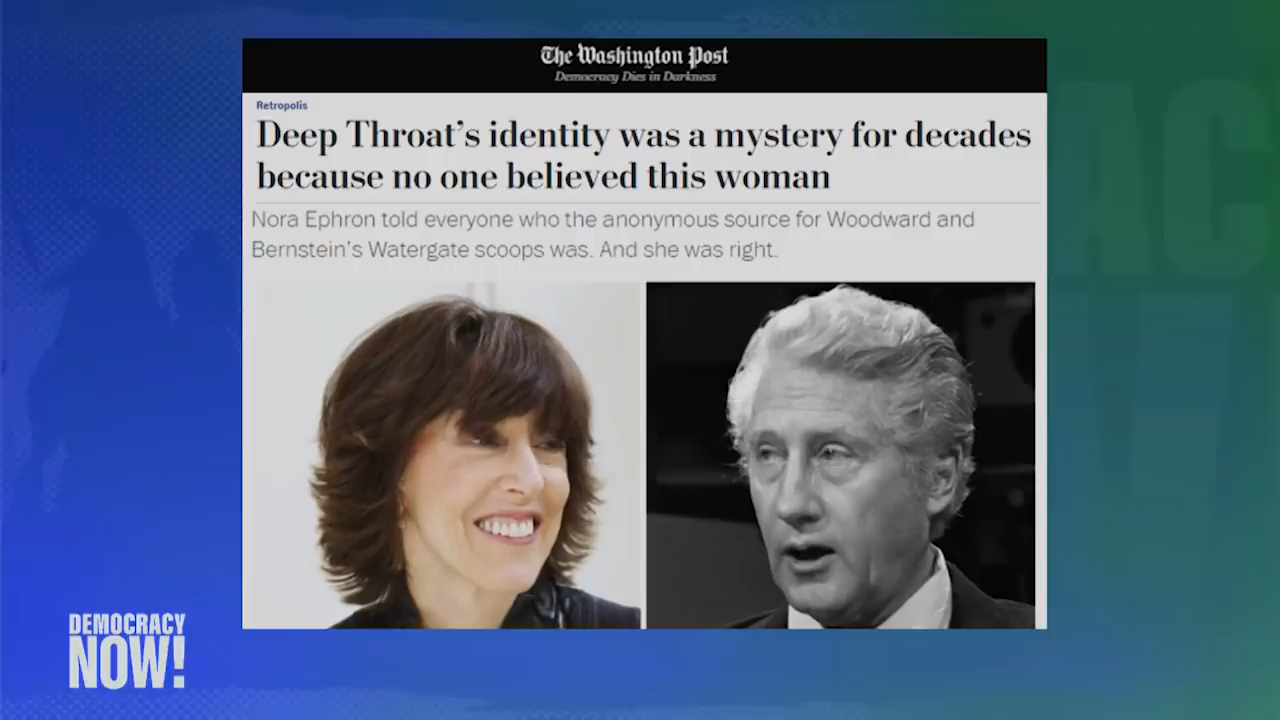 The Washington Post
Democracy Dies in Darkness
Retropolis
Deep Throat's identity was a mystery for decades
because no one believed this woman
Nora Ephron told everyone who the anonymous source for Woodward and
Bernstein's Watergate scoops was. And she was right.
DEMOCRACY
NOW!